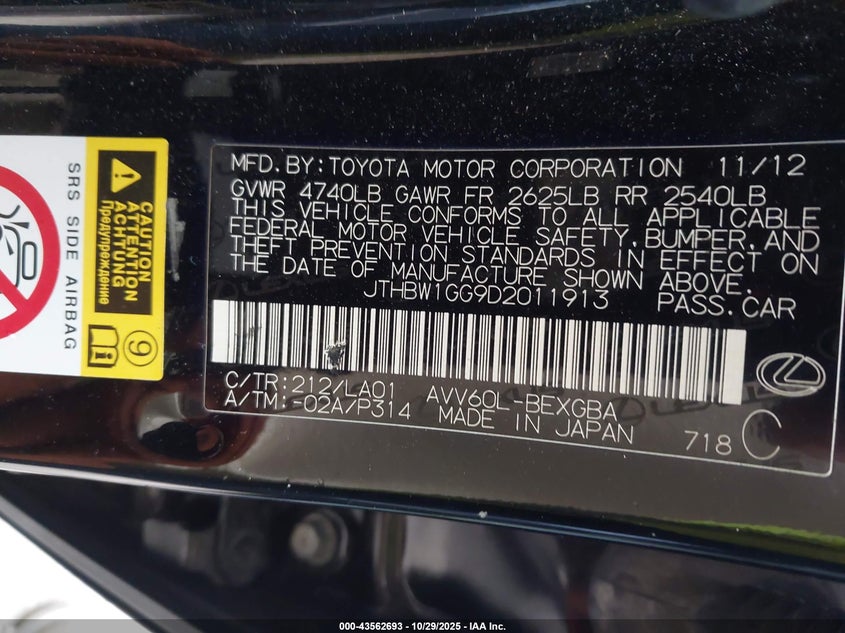 MFD.BY:TOYOTA MOTOR CORPORATION 11/12
GVWR 4740LB GAWR FR 2625LB RR 2540LB
THIS VEHICLE CONFORMS TO ALL APPLICABLE
FEDERAL MOTOR VEHICLE SAFETY,BUMPER,AND
THEFT PREVENTION STANDARDS IN EFFECT ON
THE DATE OF MANUFACTURE SHOWN ABOVE.
JTHBW1GG9D2011913 PASS.CAR
C/TR:212/LA01 AVV60L-BEXGBA
A/TM:-02A/P314 MADE IN JAPAN 718 C
SRS SIDE AIRBAG
CAUTION
ATTENTION
ACHTUNG
Предупреждение
9
000-43562693 | 10/29/2025 - IAA Inc.